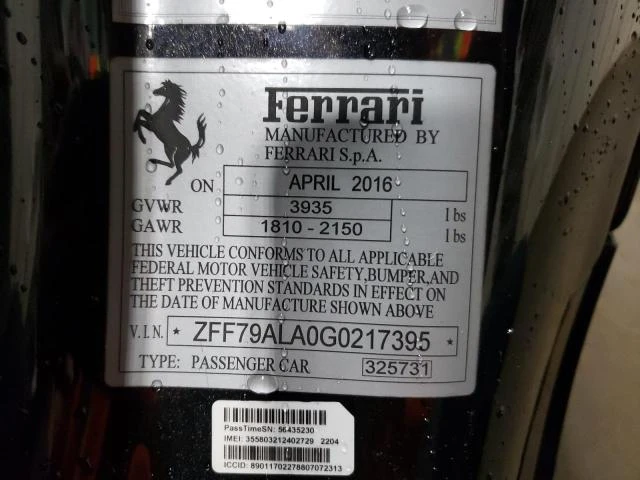 Ferrari
MANUFACTURED BY
FERRARI S.p.A.
ON APRIL 2016
GVWR 3935 lbs
GAWR 1810 - 2150 lbs
THIS VEHICLE CONFORMS TO ALL APPLICABLE
FEDERAL MOTOR VEHICLE SAFETY,BUMPER,AND
THEFT PREVENTION STANDARDS IN EFFECT ON
THE DATE OF MANUFACTURE SHOWN ABOVE
V.I.N. * ZFF79ALA0G0217395 *
TYPE: PASSENGER CAR 325731
PassTimeSN: 56435230
IMEI: 355803212402729 2204
ICCID: 89011702278807072313